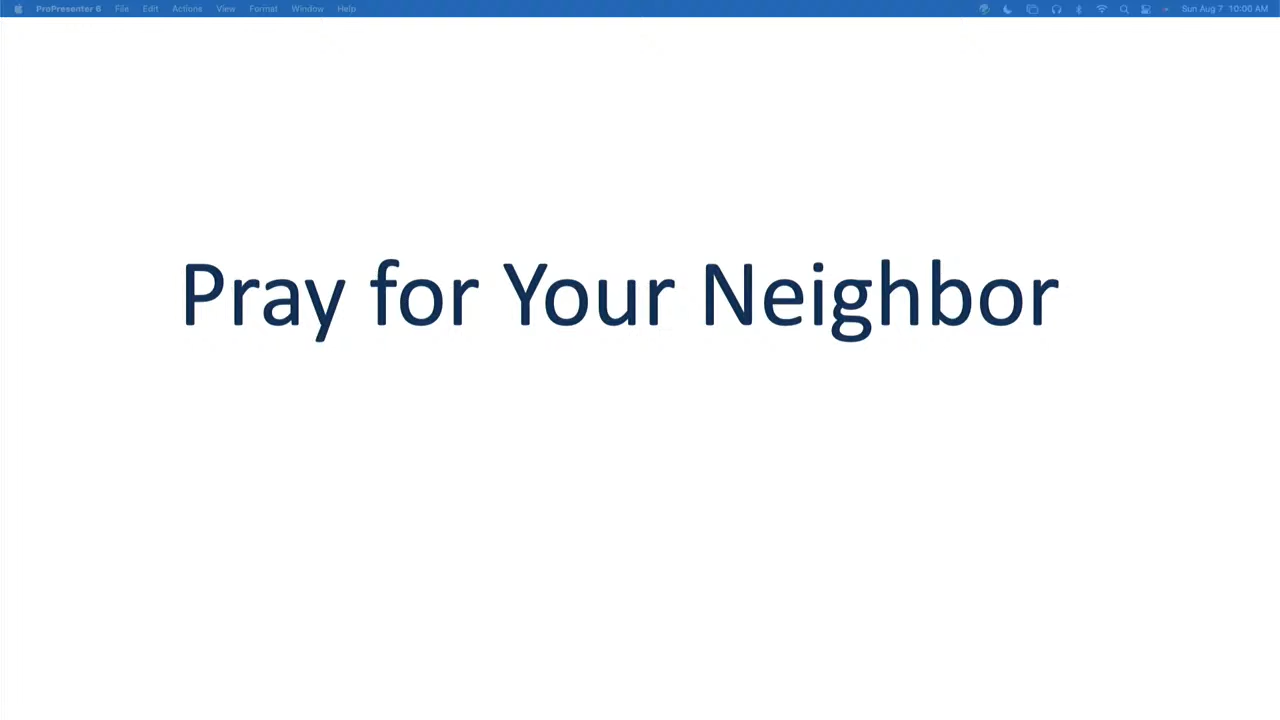 ProPresenter 6 File Edit Actions View Format Window Help Sun Aug 7 10:00 AM
Pray for Your Neighbor